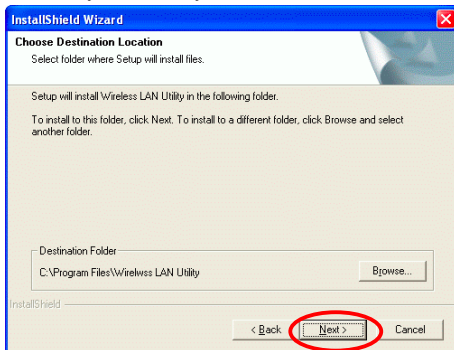 InstallShield Wizard
Choose Destination Location
Select folder where Setup will install files.
Setup will install Wireless LAN Utility in the following folder.
To install to this folder, click Next. To install to a different folder, click Browse and select
another folder.
Destination Folder
C:\Program Files\Wirelwss LAN Utility
Browse...
InstallShield
< Back
Next >
Cancel